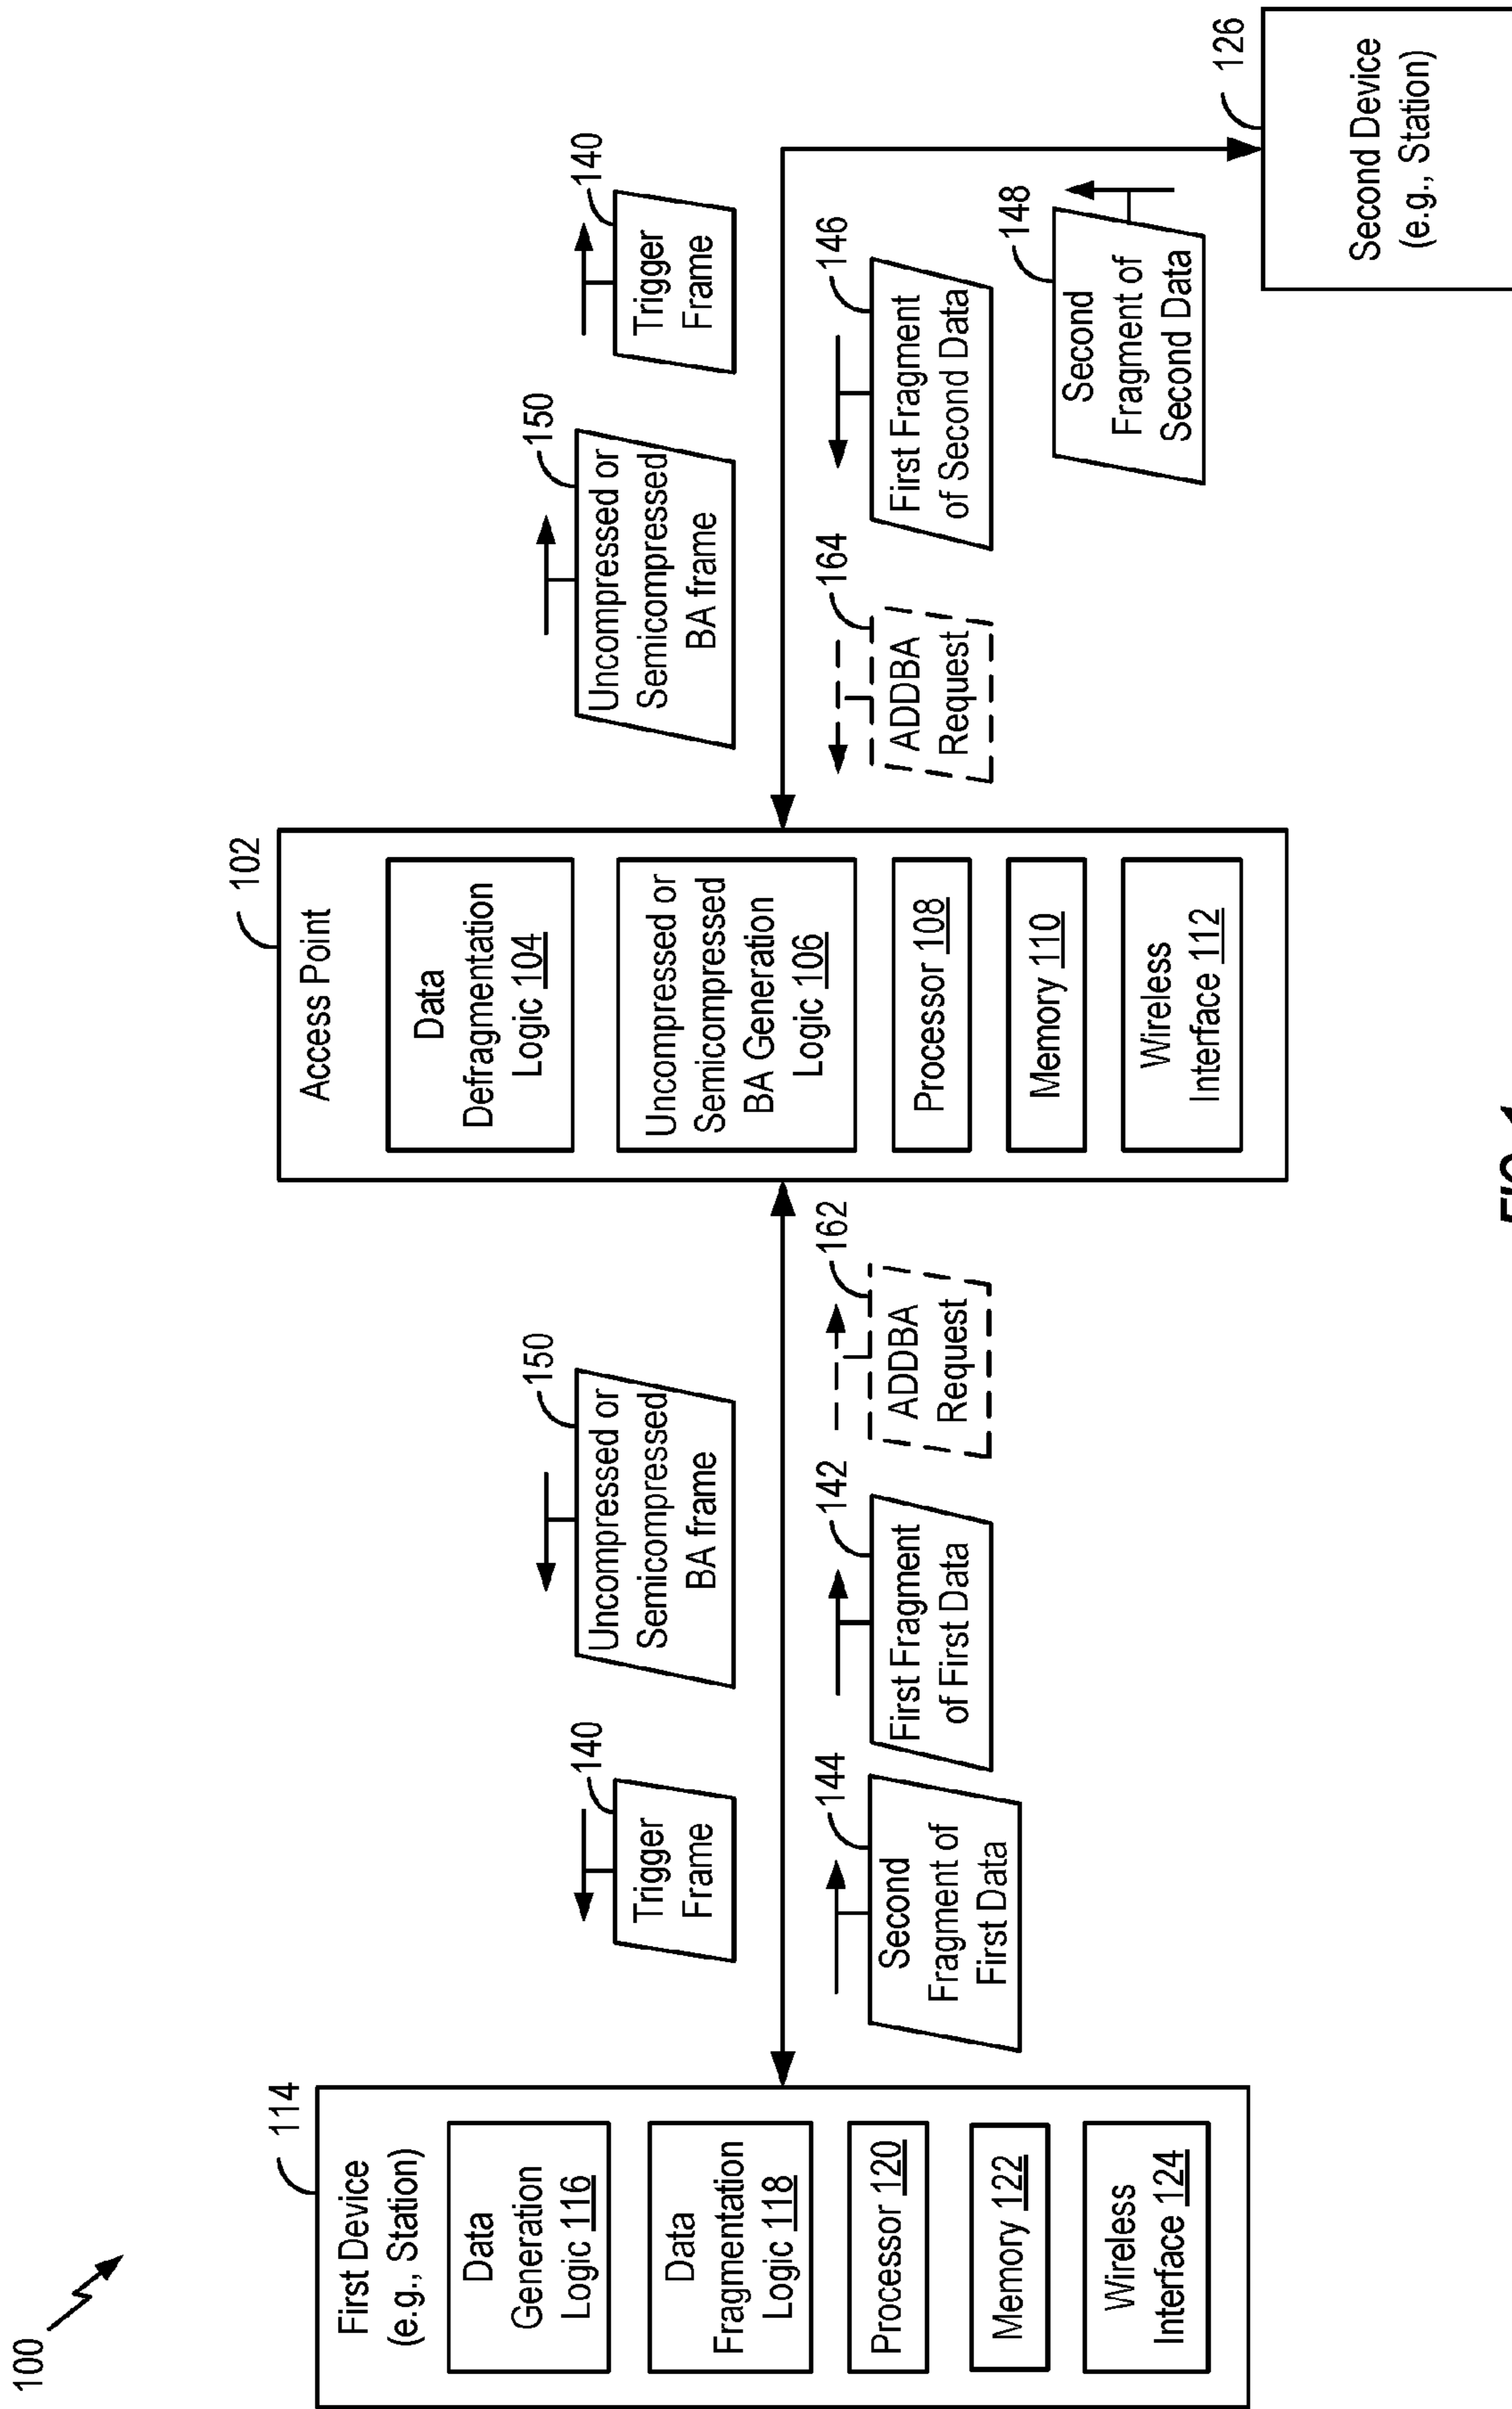 100
114
First Device
(e.g., Station)
Data
Generation
Logic 116
Data
Fragmentation
Logic 118
Processor 120
Memory 122
Wireless
Interface 124
140
Trigger
Frame
150
Uncompressed or
Semicompressed
BA frame
144
Second
Fragment of
First Data
142
First Fragment
of First Data
162
ADDBA
Request
102
Access Point
Data
Defragmentation
Logic 104
Uncompressed or
Semicompressed
BA Generation
Logic 106
Processor 108
Memory 110
Wireless
Interface 112
150
Uncompressed or
Semicompressed
BA frame
140
Trigger
Frame
164
ADDBA
Request
146
First Fragment
of Second Data
148
Second
Fragment of
Second Data
126
Second Device
(e.g., Station)
FIG. 1